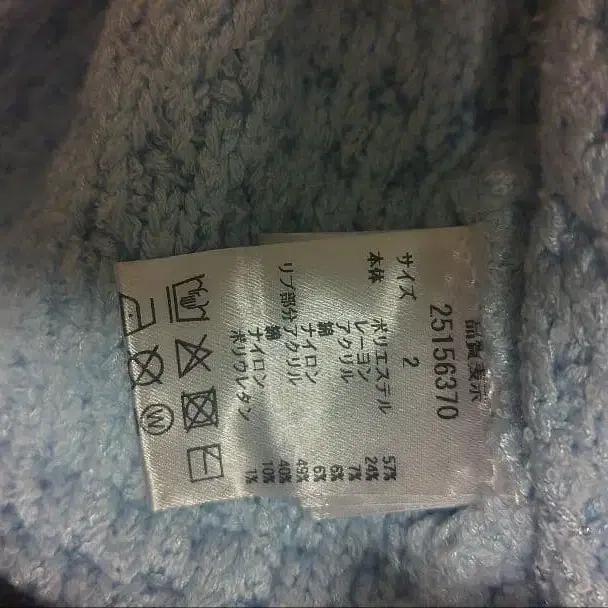 品質表示
25156370
サイズ 2
本体 ポリエステル 57%
レーヨン 24%
アクリル 7%
綿 6%
ナイロン 6%
リブ部分 アクリル 49%
綿 40%
ナイロン 10%
ポリウレタン 1%
W